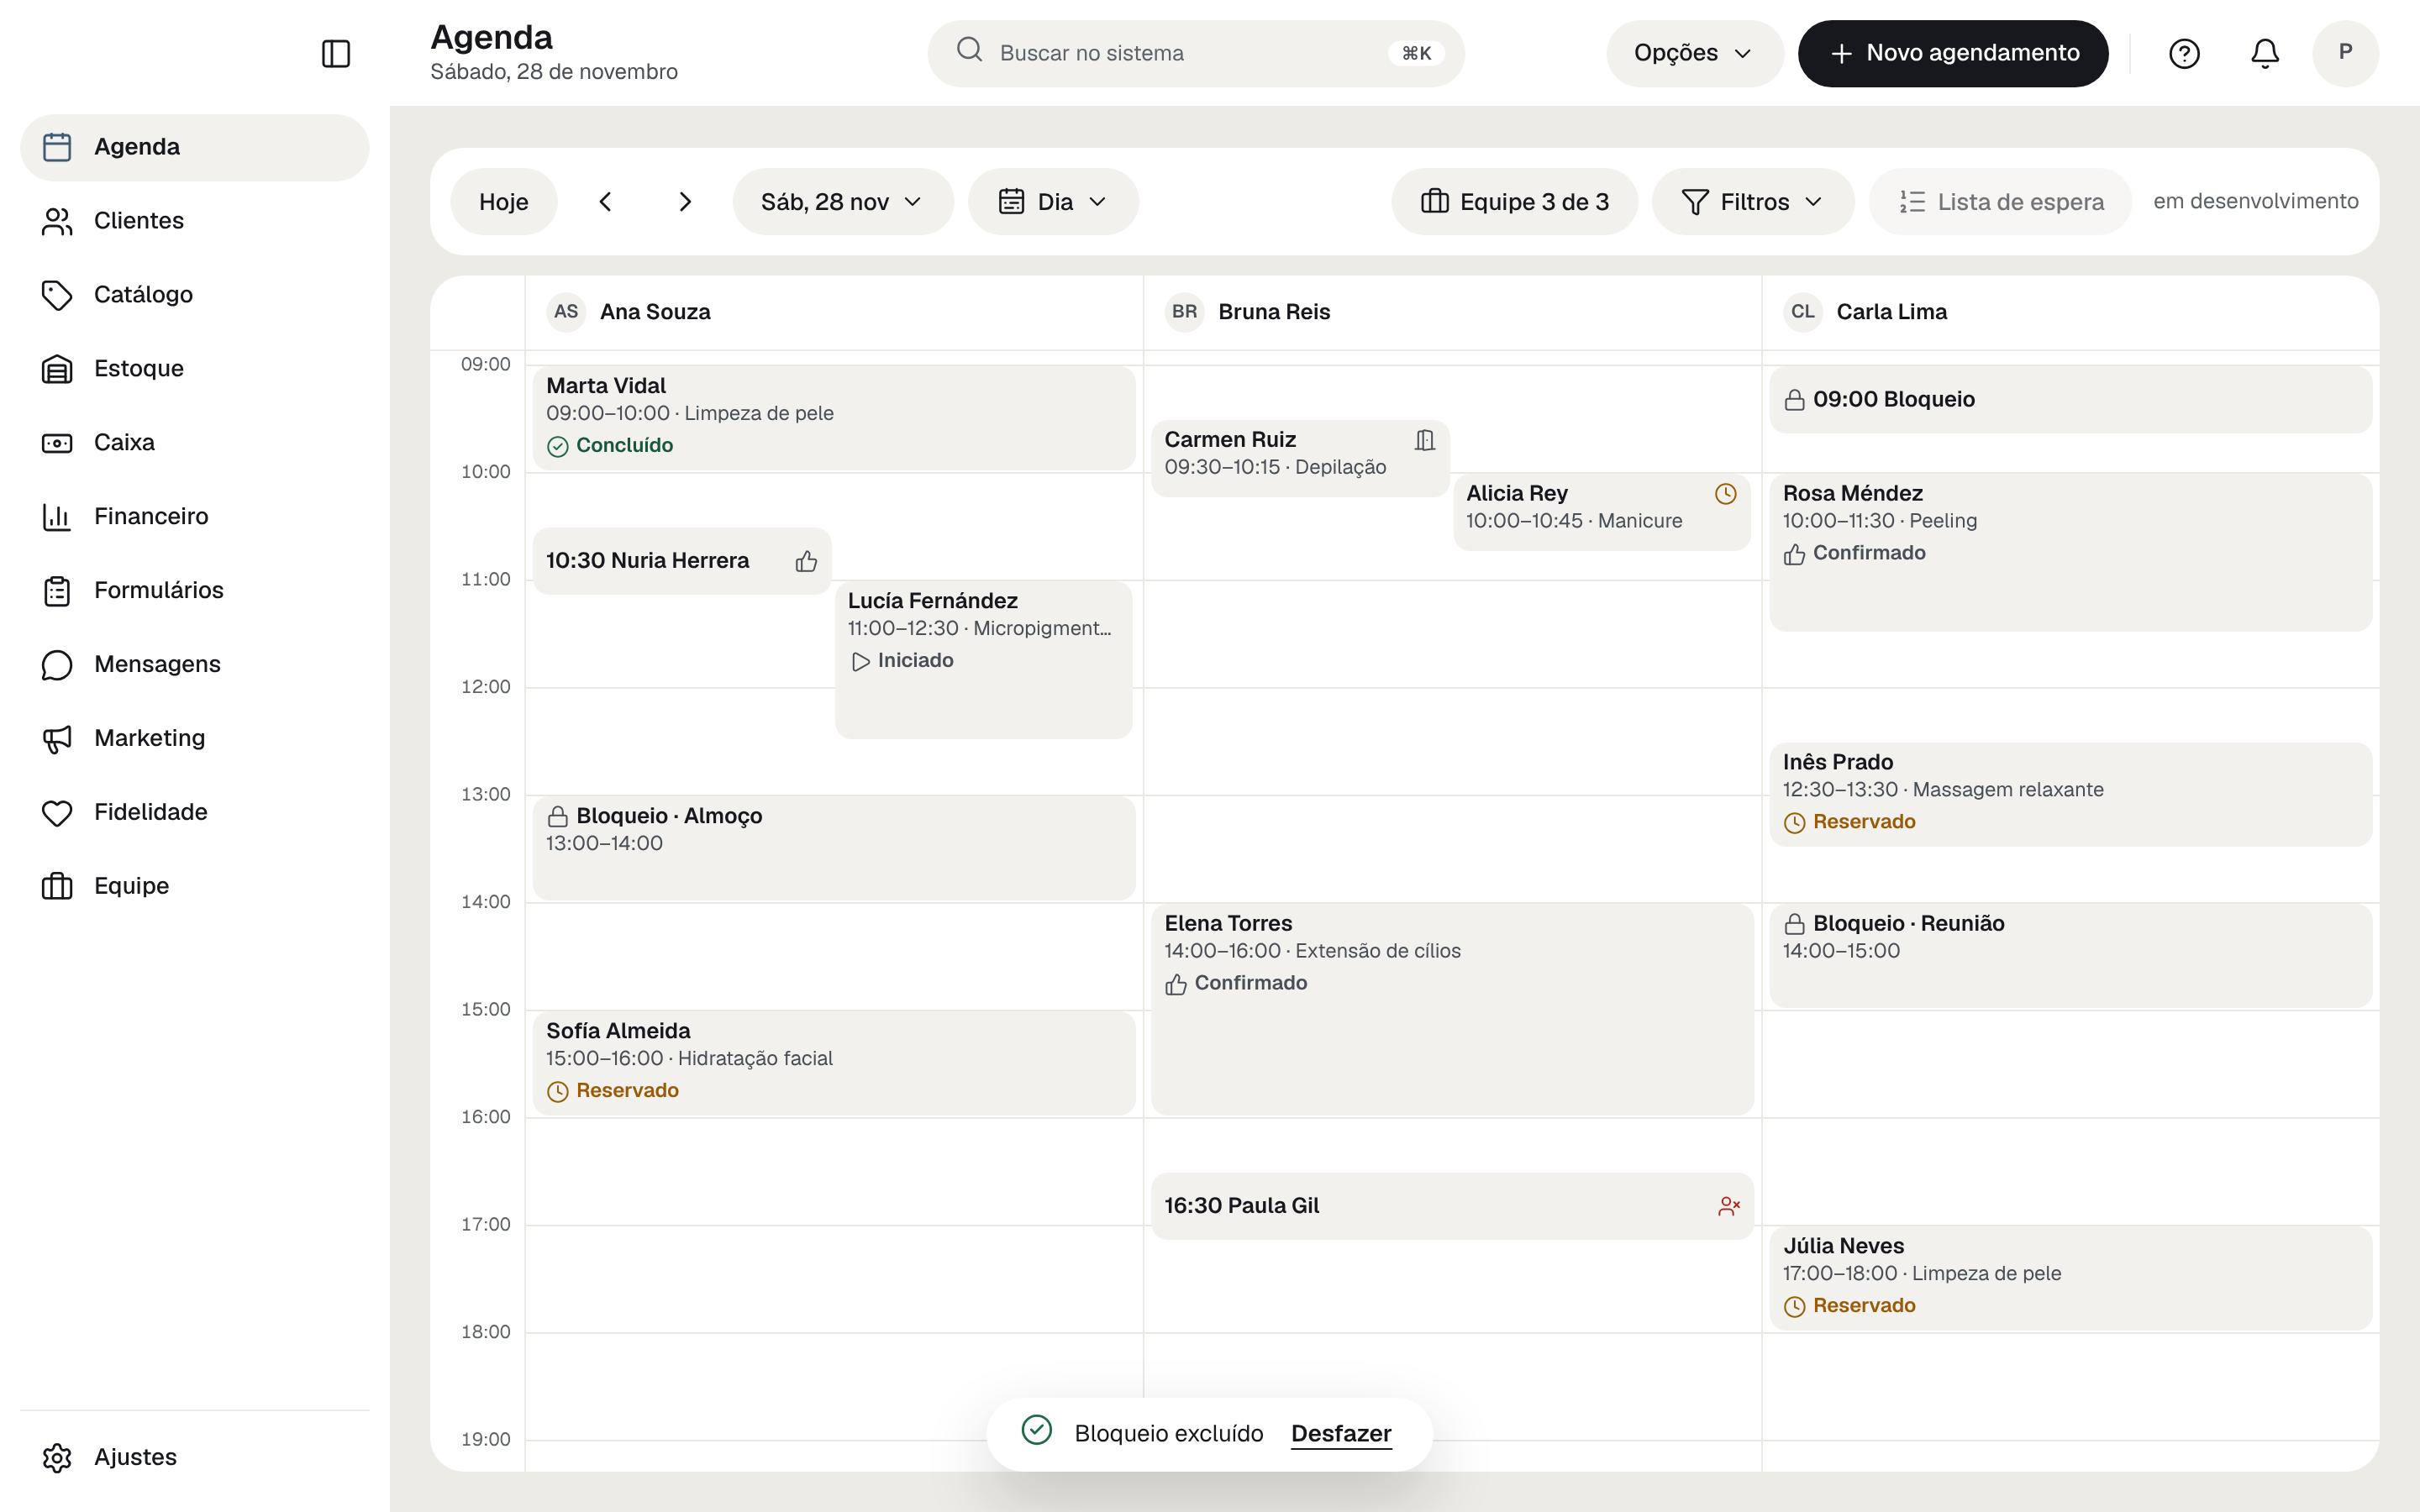 Agenda
Sábado, 28 de novembro
Buscar no sistema
⌘K
Opções
Novo agendamento
P
Agenda
Clientes
Catálogo
Estoque
Caixa
Financeiro
Formulários
Mensagens
Marketing
Fidelidade
Equipe
Ajustes
Hoje
Sáb, 28 nov
Dia
Equipe 3 de 3
Filtros
Lista de espera
em desenvolvimento
AS Ana Souza
BR Bruna Reis
CL Carla Lima
09:00
10:00
11:00
12:00
13:00
14:00
15:00
16:00
17:00
18:00
19:00
Marta Vidal
09:00–10:00 · Limpeza de pele
Concluído
10:30 Nuria Herrera
Lucía Fernández
11:00–12:30 · Micropigment...
Iniciado
Bloqueio · Almoço
13:00–14:00
Sofía Almeida
15:00–16:00 · Hidratação facial
Reservado
Carmen Ruiz
09:30–10:15 · Depilação
Alicia Rey
10:00–10:45 · Manicure
Elena Torres
14:00–16:00 · Extensão de cílios
Confirmado
16:30 Paula Gil
09:00 Bloqueio
Rosa Méndez
10:00–11:30 · Peeling
Confirmado
Inês Prado
12:30–13:30 · Massagem relaxante
Reservado
Bloqueio · Reunião
14:00–15:00
Júlia Neves
17:00–18:00 · Limpeza de pele
Reservado
Bloqueio excluído Desfazer